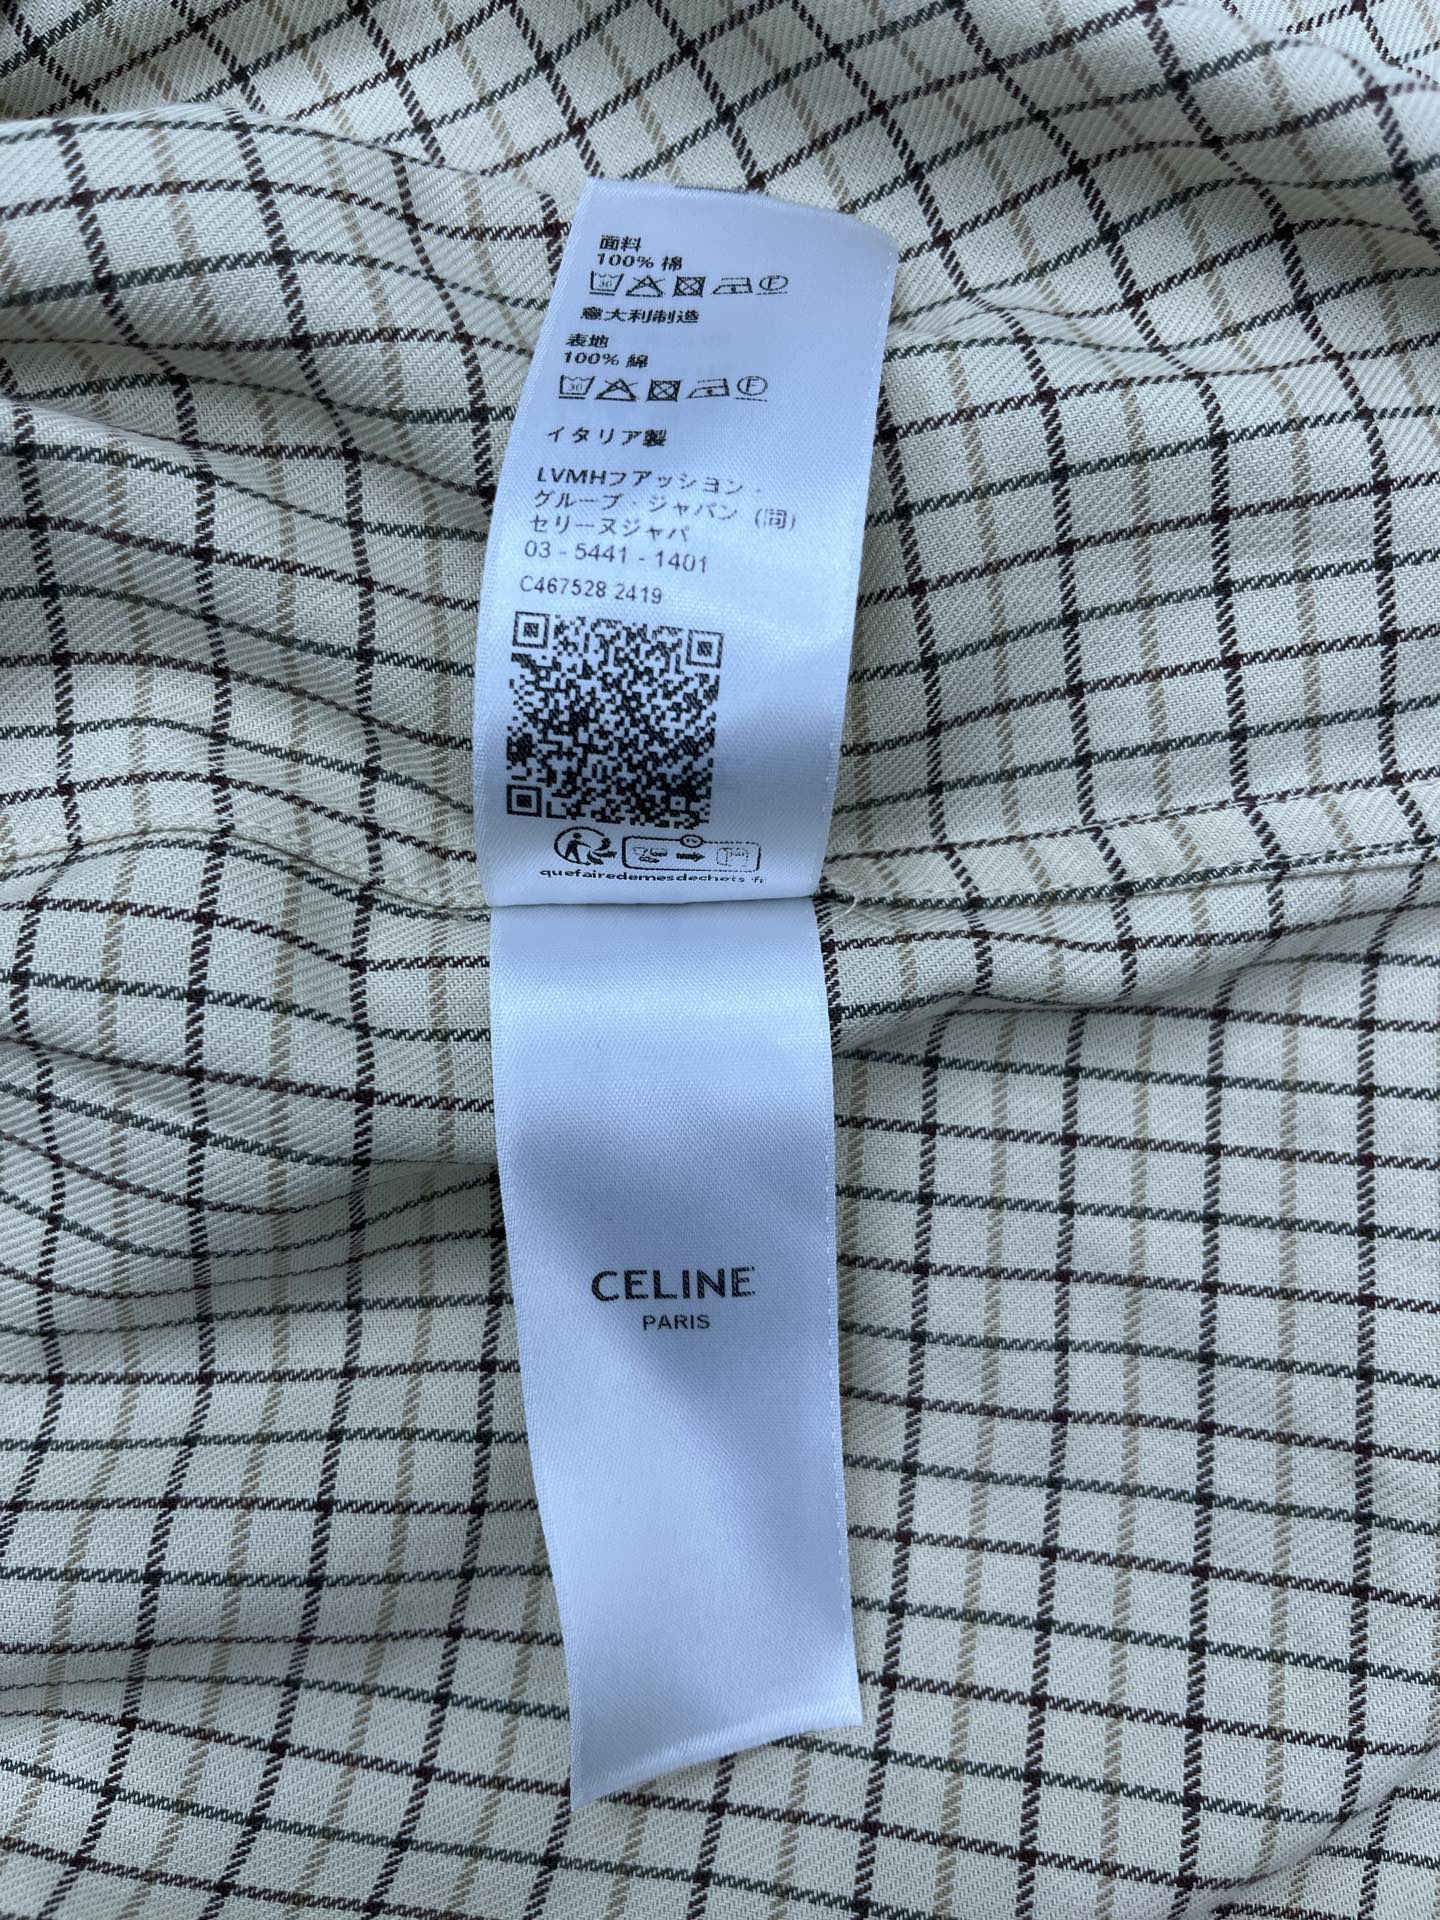 面料
100% 棉
30
F
意大利制造
表地
100% 綿
30
F
イタリア製
LVMHファッション・
グループ・ジャパン (同)
セリーヌジャパ
03 - 5441 - 1401
C467528 2419
quefairedemesdechets.fr
CELINE
PARIS